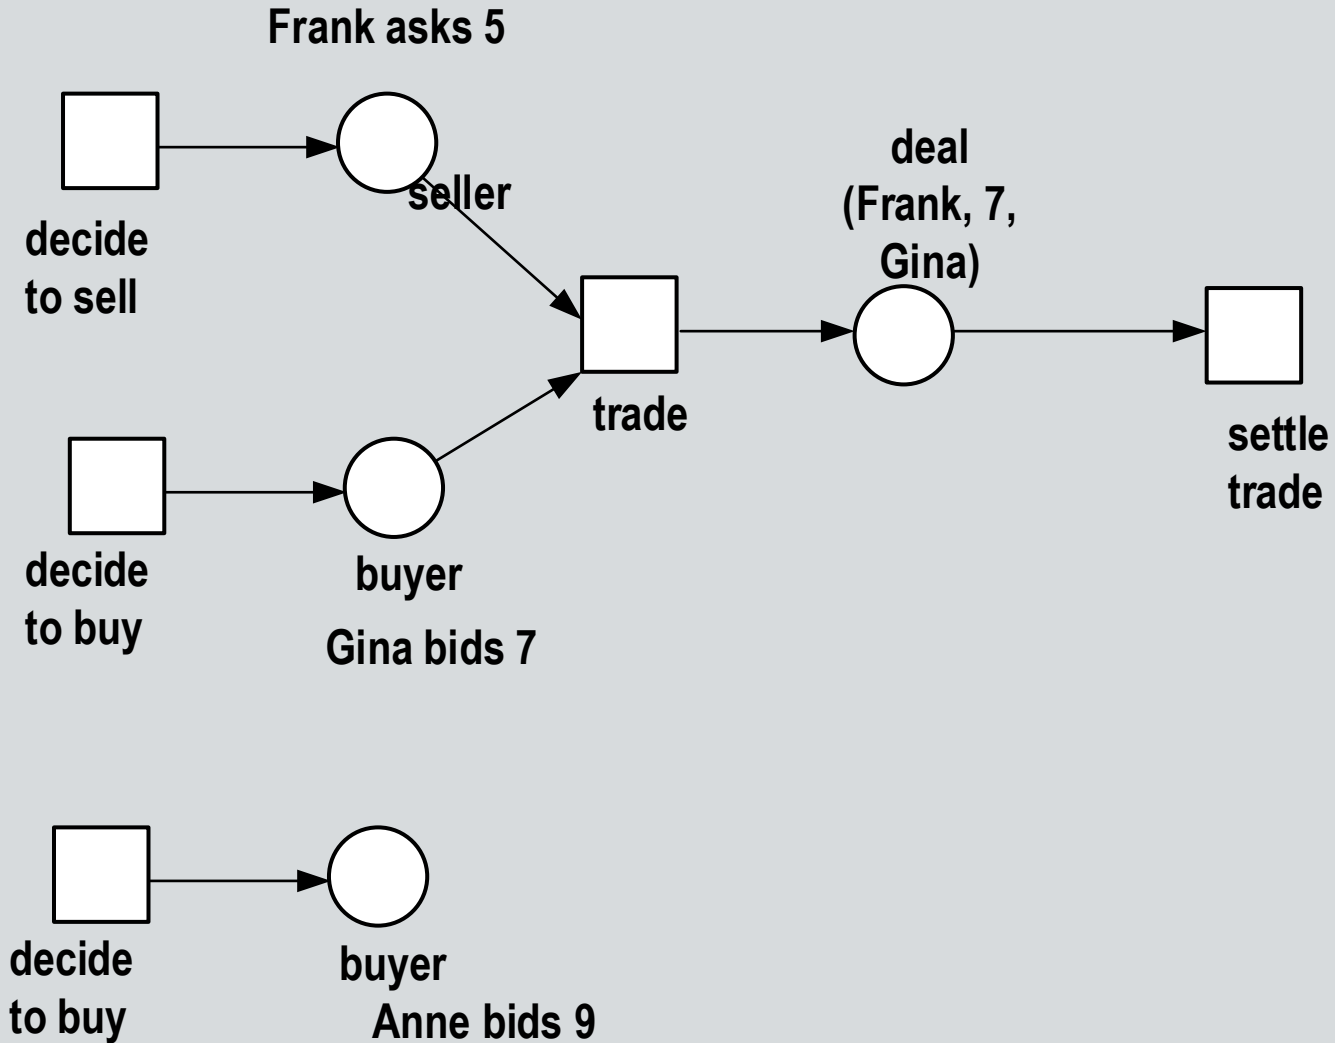 Frank asks 5
seller
decide
to sell
deal
(Frank, 7,
Gina)
trade
settle
trade
decide
to buy
buyer
Gina bids 7
decide
to buy
buyer
Anne bids 9